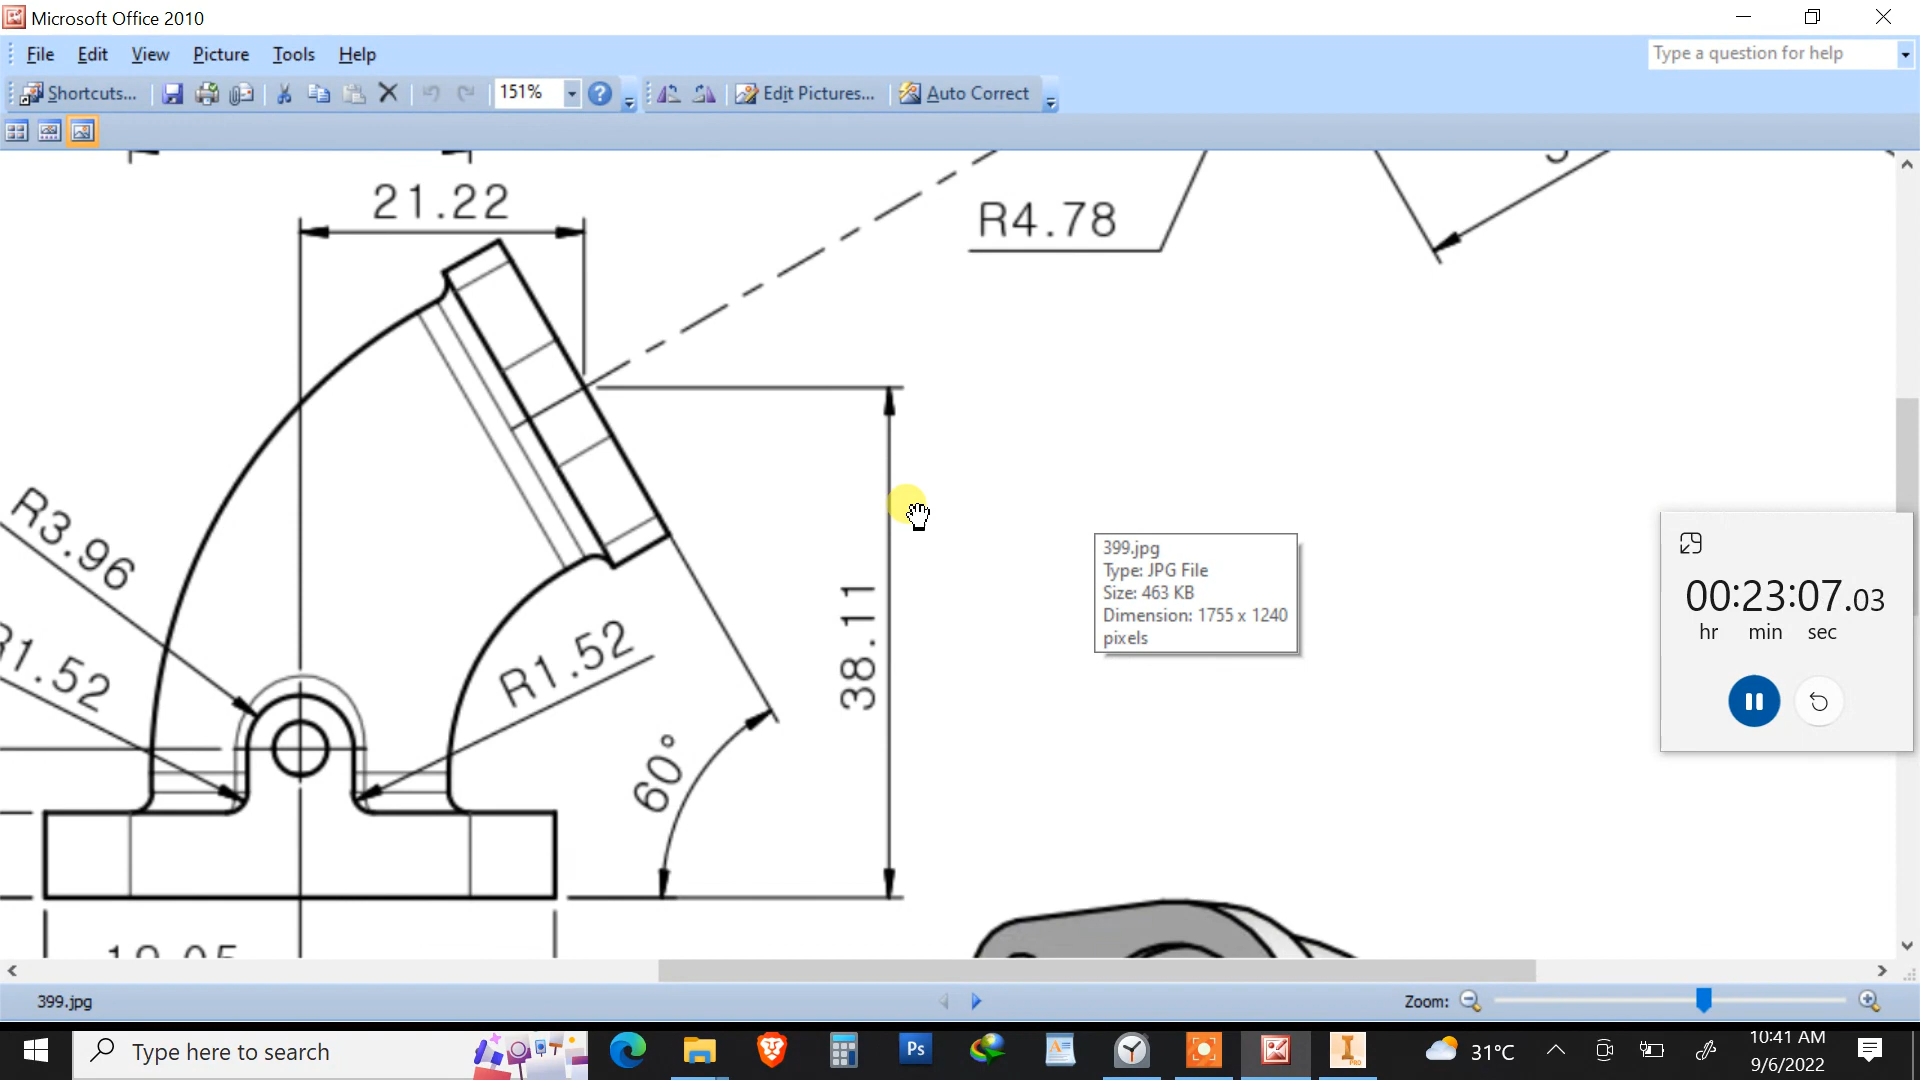 Microsoft Office 2010
File Edit View Picture Tools Help
Type a question for help
Shortcuts...
151%
Edit Pictures...
Auto Correct
21.22
R4.78
R3.96
R1.52
R1.52
38.11
60°
399.jpg
Type: JPG File
Size: 463 KB
Dimension: 1755 x 1240
pixels
00:23:07.03
hr min sec
399.jpg
Zoom:
Type here to search
Ps
PRO
31°C
10:41 AM
9/6/2022